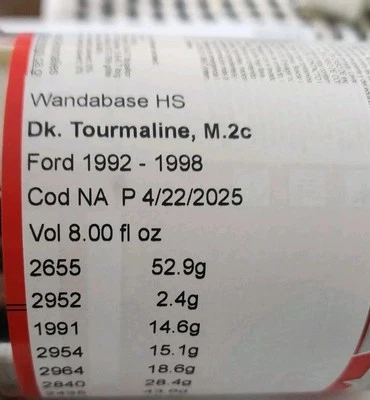 Wandabase HS
Dk. Tourmaline, M.2c
Ford 1992 - 1998
Cod NA P 4/22/2025
Vol 8.00 fl oz
2655 52.9g
2952 2.4g
1991 14.6g
2954 15.1g
2964 18.6g
2840 28.4g